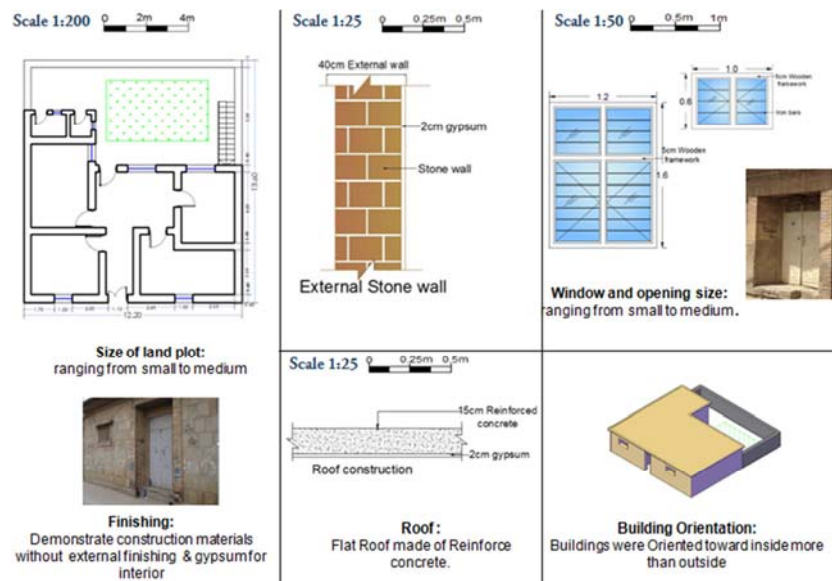 Scale 1:200
0 2m 4m
13.60
12.20
Size of land plot:
ranging from small to medium
Finishing:
Demonstrate construction materials
without external finishing & gypsum for
interior
Scale 1:25
0 0.25m 0.5m
40cm External wall
2cm gypsum
Stone wall
External Stone wall
Scale 1:25
0 0.25m 0.5m
15cm Reinforced
concrete
2cm gypsum
Roof construction
Roof :
Flat Roof made of Reinforce
concrete.
Scale 1:50
0 0.5m 1m
1.0
0.6
5cm Wooden
framework
Iron bars
1.2
5cm Wooden
framework
1.6
Window and opening size:
ranging from small to medium.
Building Orientation:
Buildings were Oriented toward inside more
than outside